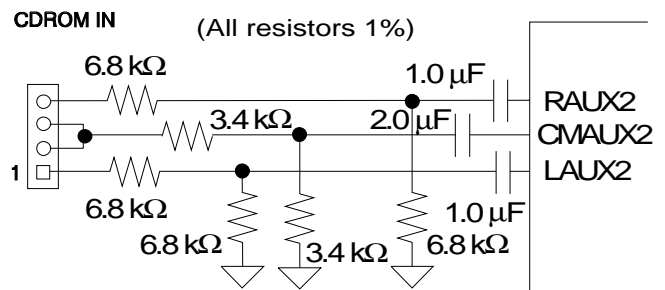 CDROM IN
(All resistors 1%)
6.8 kΩ
1.0 µF
RAUX2
3.4 kΩ
2.0 µF
CMAUX2
1
LAUX2
6.8 kΩ
1.0 µF
6.8 kΩ
3.4 kΩ
6.8 kΩ